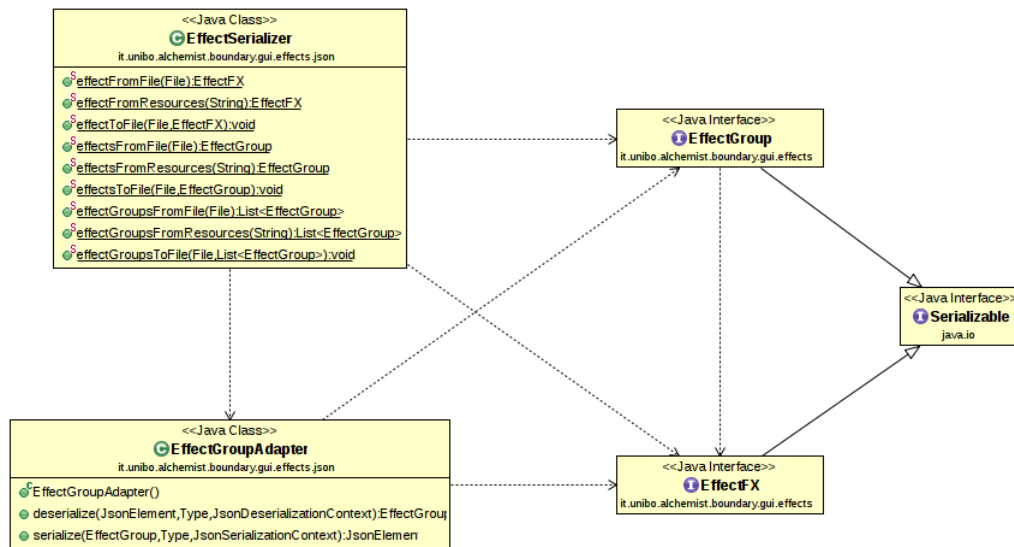 <<Java Class>>
EffectSerializer
it.unibo.alchemist.boundary.gui.effects.json
effectFromFile(File):EffectFX
effectFromResources(String):EffectFX
effectToFile(File,EffectFX):void
effectsFromFile(File):EffectGroup
effectsFromResources(String):EffectGroup
effectsToFile(File,EffectGroup):void
effectGroupsFromFile(File):List<EffectGroup>
effectGroupsFromResources(String):List<EffectGroup>
effectGroupsToFile(File,List<EffectGroup>):void
<<Java Interface>>
EffectGroup
it.unibo.alchemist.boundary.gui.effects
<<Java Interface>>
Serializable
java.io
<<Java Class>>
EffectGroupAdapter
it.unibo.alchemist.boundary.gui.effects.json
EffectGroupAdapter()
deserialize(JsonElement,Type,JsonDeserializationContext):EffectGroup
serialize(EffectGroup,Type,JsonSerializationContext):JsonElement
<<Java Interface>>
EffectFX
it.unibo.alchemist.boundary.gui.effects